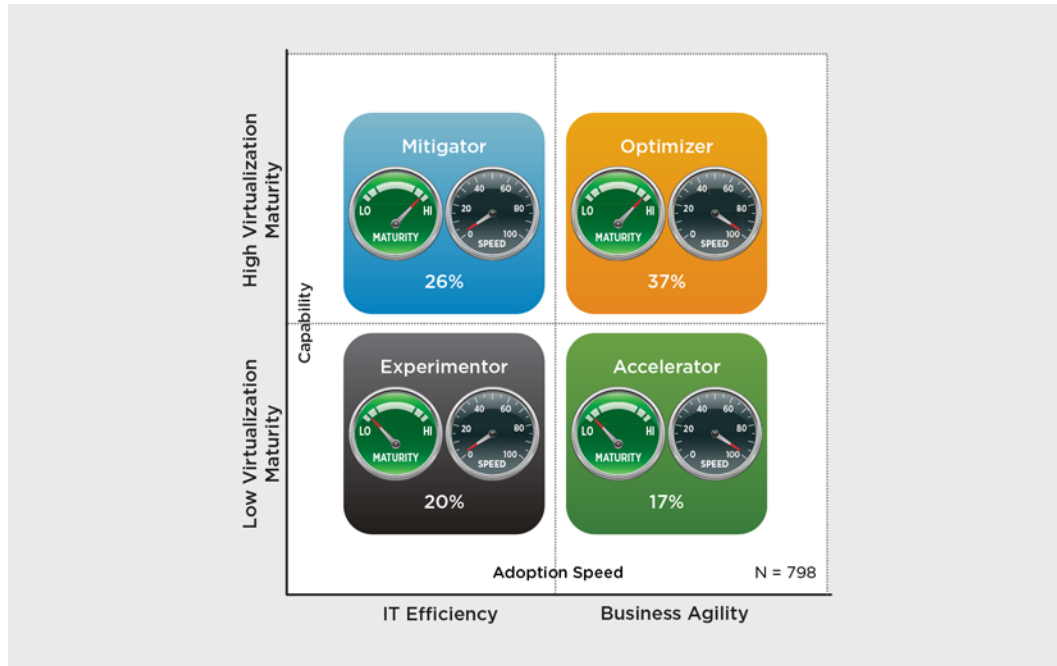 High Virtualization
Maturity
Low Virtualization
Maturity
Capability
Mitigator
LO
HI
MATURITY
0
20
40
60
80
100
SPEED
26%
Optimizer
LO
HI
MATURITY
0
20
40
60
80
100
SPEED
37%
Experimentor
LO
HI
MATURITY
0
20
40
60
80
100
SPEED
20%
Accelerator
LO
HI
MATURITY
0
20
40
60
80
100
SPEED
17%
Adoption Speed
N = 798
IT Efficiency
Business Agility